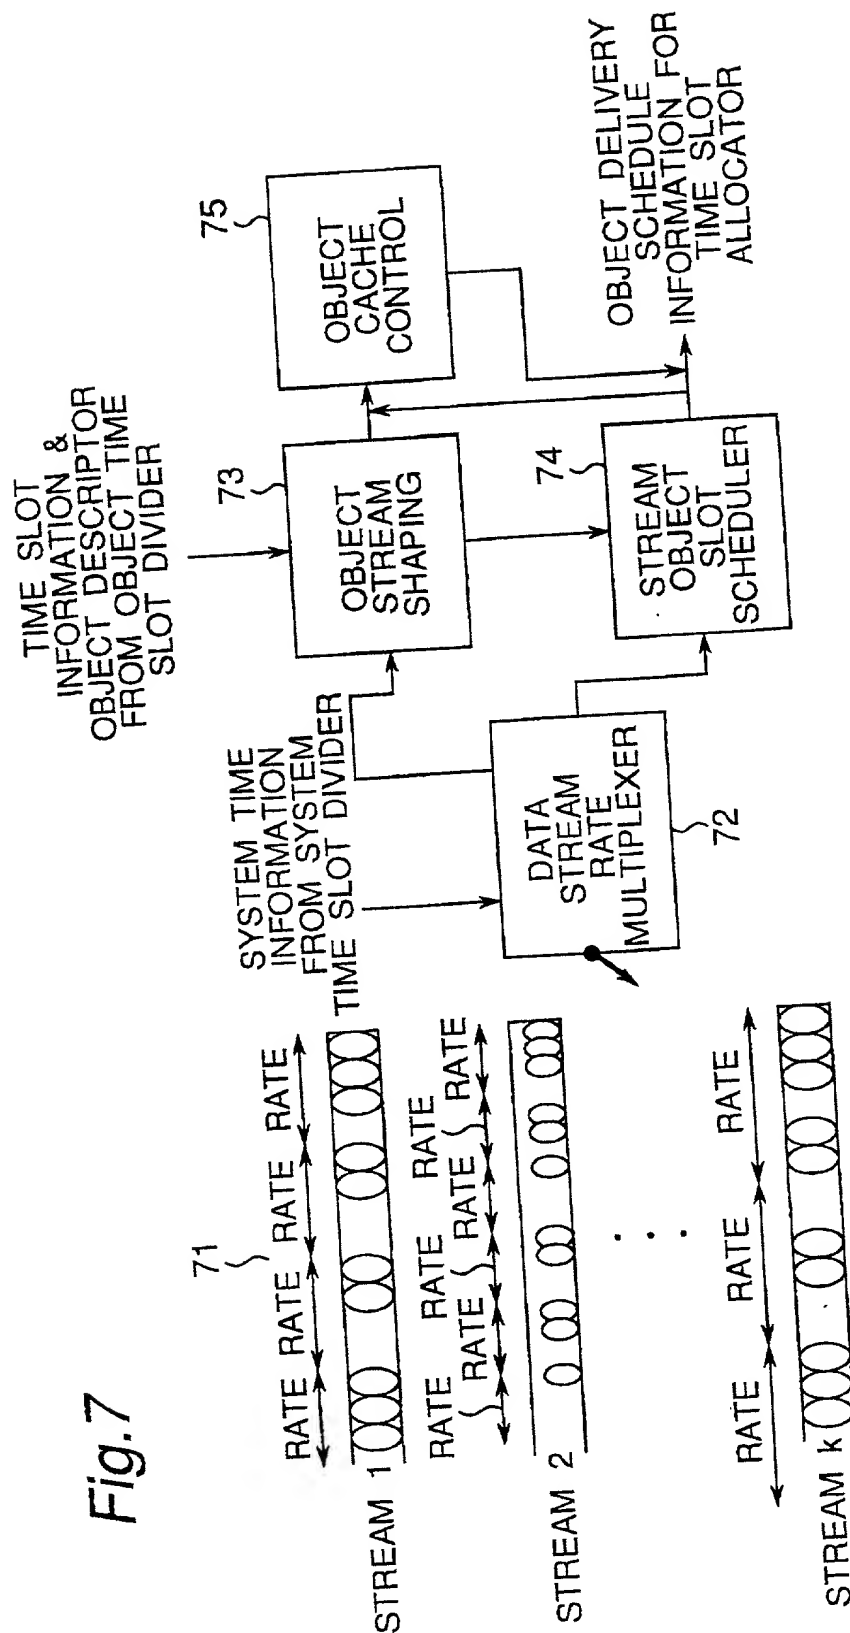 Fig.7
71
RATE RATE RATE RATE
STREAM 1
RATE RATE RATE
RATE RATE RATE
STREAM 2
RATE RATE RATE
STREAM k
SYSTEM TIME
INFORMATION
FROM SYSTEM
TIME SLOT DIVIDER
DATA
STREAM
RATE
MULTIPLEXER
72
TIME SLOT
INFORMATION &
OBJECT DESCRIPTOR
FROM OBJECT TIME
SLOT DIVIDER
73
OBJECT
STREAM
SHAPING
74
STREAM
OBJECT
SLOT
SCHEDULER
75
OBJECT
CACHE
CONTROL
OBJECT DELIVERY
SCHEDULE
INFORMATION FOR
TIME SLOT
ALLOCATOR